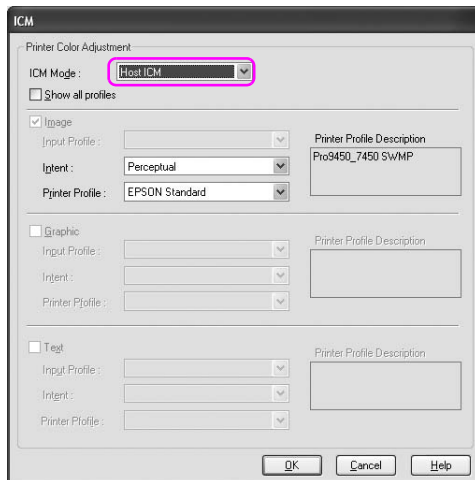 ICM
Printer Color Adjustment
ICM Mode : Host ICM
Show all profiles
Image
Input Profile :
Printer Profile Description
Intent : Perceptual
Pro9450_7450 SWMP
Printer Profile : EPSON Standard
Graphic
Input Profile :
Printer Profile Description
Intent :
Printer Profile :
Text
Input Profile :
Printer Profile Description
Intent :
Printer Profile :
OK Cancel Help